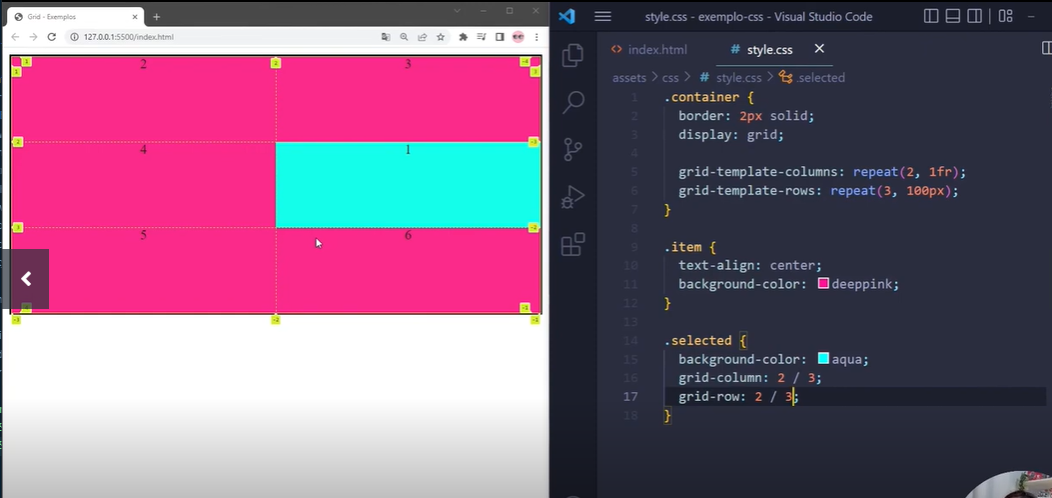 Grid - Exemplos
127.0.0.1:5500/index.html
2
3
4
1
5
6
style.css - exemplo-css - Visual Studio Code
index.html
# style.css
assets > css > # style.css > .selected
1 .container {
2 border: 2px solid;
3 display: grid;
4
5 grid-template-columns: repeat(2, 1fr);
6 grid-template-rows: repeat(3, 100px);
7 }
8
9 .item {
10 text-align: center;
11 background-color: deeppink;
12 }
13
14 .selected {
15 background-color: aqua;
16 grid-column: 2 / 3;
17 grid-row: 2 / 3;
18 }